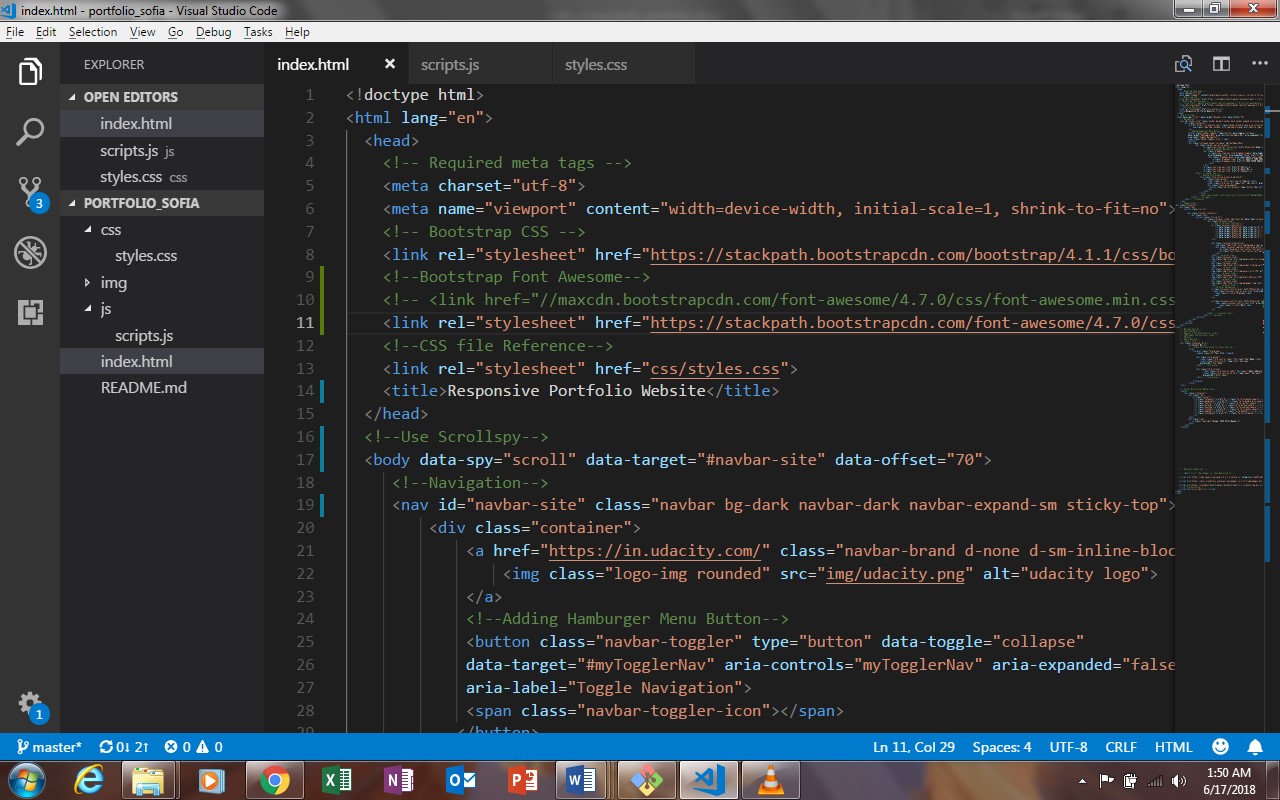 index.html - portfolio_sofia - Visual Studio Code
File Edit Selection View Go Debug Tasks Help
EXPLORER
OPEN EDITORS
index.html
scripts.js js
styles.css css
PORTFOLIO_SOFIA
css
styles.css
img
js
scripts.js
index.html
README.md
3
1
index.html × scripts.js styles.css
1 <!doctype html>
2 <html lang="en">
3 <head>
4 <!-- Required meta tags -->
5 <meta charset="utf-8">
6 <meta name="viewport" content="width=device-width, initial-scale=1, shrink-to-fit=no">
7 <!-- Bootstrap CSS -->
8 <link rel="stylesheet" href="https://stackpath.bootstrapcdn.com/bootstrap/4.1.1/css/bo
9 <!--Bootstrap Font Awesome-->
10 <!-- <link href="//maxcdn.bootstrapcdn.com/font-awesome/4.7.0/css/font-awesome.min.css
11 <link rel="stylesheet" href="https://stackpath.bootstrapcdn.com/font-awesome/4.7.0/css
12 <!--CSS file Reference-->
13 <link rel="stylesheet" href="css/styles.css">
14 <title>Responsive Portfolio Website</title>
15 </head>
16 <!--Use Scrollspy-->
17 <body data-spy="scroll" data-target="#navbar-site" data-offset="70">
18 <!--Navigation-->
19 <nav id="navbar-site" class="navbar bg-dark navbar-dark navbar-expand-sm sticky-top">
20 <div class="container">
21 <a href="https://in.udacity.com/" class="navbar-brand d-none d-sm-inline-bloc
22 <img class="logo-img rounded" src="img/udacity.png" alt="udacity logo">
23 </a>
24 <!--Adding Hamburger Menu Button-->
25 <button class="navbar-toggler" type="button" data-toggle="collapse"
26 data-target="#myTogglerNav" aria-controls="myTogglerNav" aria-expanded="false
27 aria-label="Toggle Navigation">
28 <span class="navbar-toggler-icon"></span>
29 </button>
master* 0↓ 2↑ 0 0 Ln 11, Col 29 Spaces: 4 UTF-8 CRLF HTML
1:50 AM
6/17/2018